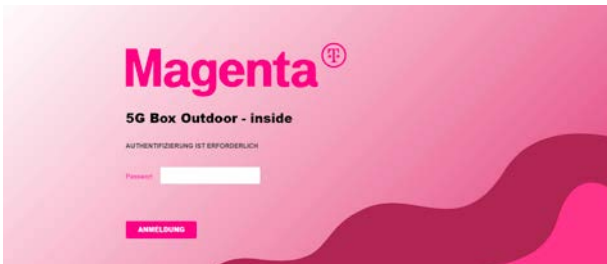 Magenta T
5G Box Outdoor - inside
AUTHENTIFIZIERUNG IST ERFORDERLICH
Passwort
ANMELDUNG